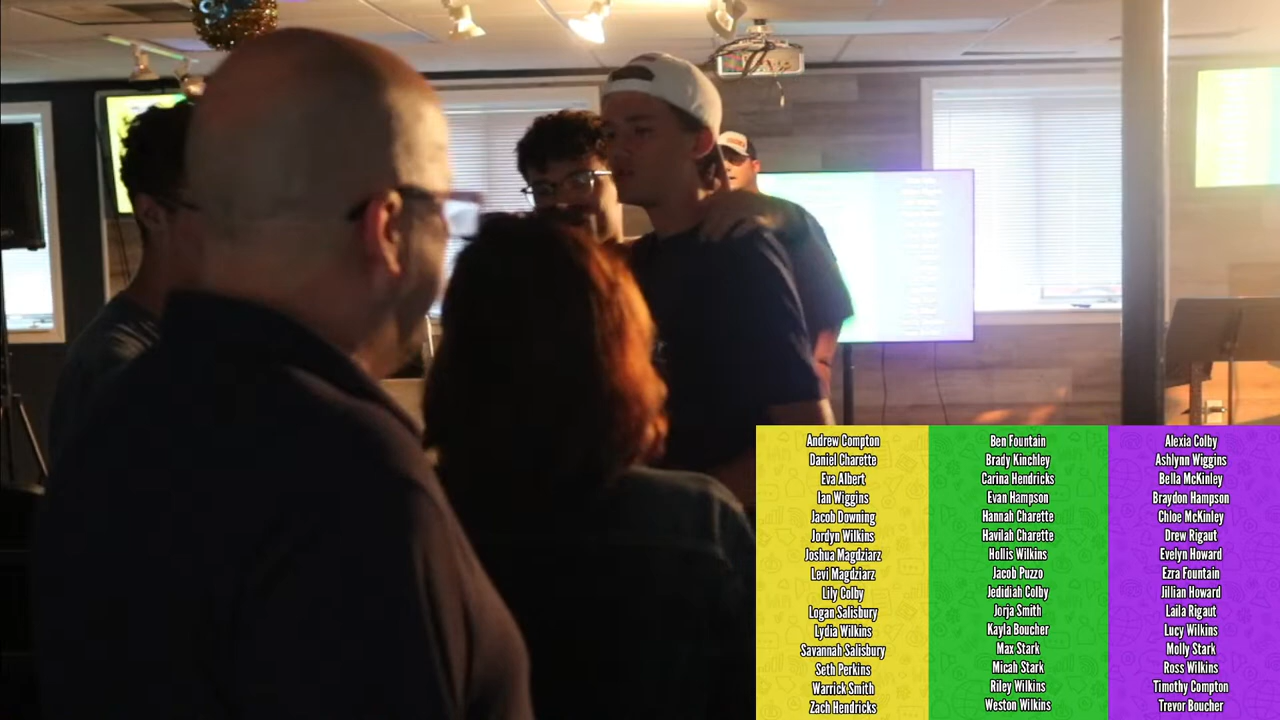 Andrew Compton
Daniel Charette
Eva Albert
Ian Wiggins
Jacob Downing
Jordyn Wilkins
Joshua Magdziarz
Levi Magdziarz
Lily Colby
Logan Salisbury
Lydia Wilkins
Savannah Salisbury
Seth Perkins
Warrick Smith
Zach Hendricks
Ben Fountain
Brady Kinchley
Carina Hendricks
Evan Hampson
Hannah Charette
Havilah Charette
Hollis Wilkins
Jacob Puzzo
Jedidiah Colby
Jorja Smith
Kayla Boucher
Max Stark
Micah Stark
Riley Wilkins
Weston Wilkins
Alexia Colby
Ashlynn Wiggins
Bella McKinley
Braydon Hampson
Chloe McKinley
Drew Rigaut
Evelyn Howard
Ezra Fountain
Jillian Howard
Laila Rigaut
Lucy Wilkins
Molly Stark
Ross Wilkins
Timothy Compton
Trevor Boucher